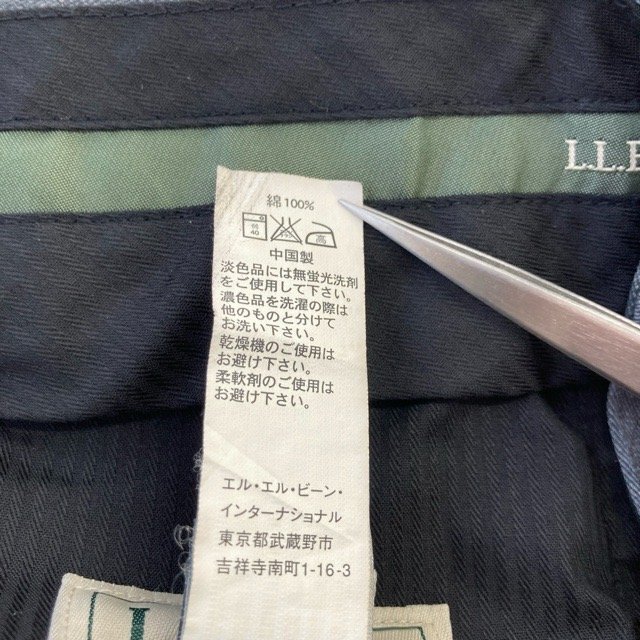 L.L.B
綿100%
40
高
中国製
淡色品には無蛍光洗剤
をご使用して下さい。
濃色品を洗濯の際は
他のものと分けて
お洗い下さい。
乾燥機のご使用は
お避け下さい。
柔軟剤のご使用は
お避け下さい。
エル・エル・ビーン・
インターナショナル
東京都武蔵野市
吉祥寺南町1-16-3
L